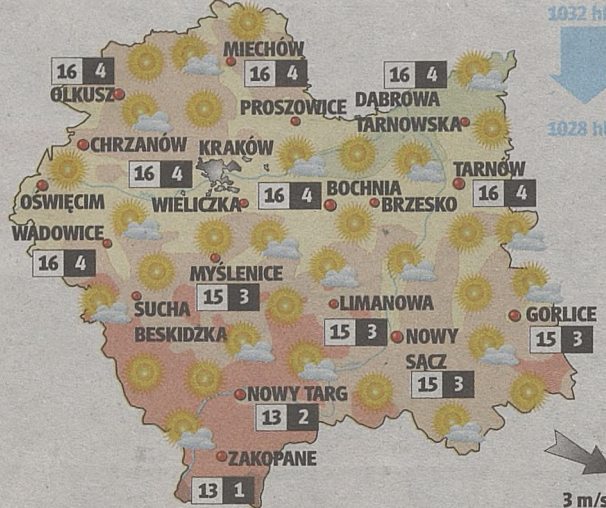 1032 h
MIECHÓW
16 4
16 4
16 4
OLKUSZ
PROSZOWICE
DĄBROWA
TARNOWSKA
1028 h
CHRZANÓW
KRAKÓW
TARNÓW
16 4
16 4
BOCHNIA
16 4
OŚWIĘCIM
WIELICZKA
BRZESKO
WADOWICE
16 4
MYŚLENICE
15 3
SUCHA
BESKIDZKA
LIMANOWA
15 3
GORLICE
15 3
NOWY
SĄCZ
15 3
NOWY TARG
13 2
ZAKOPANE
13 1
3 m/s